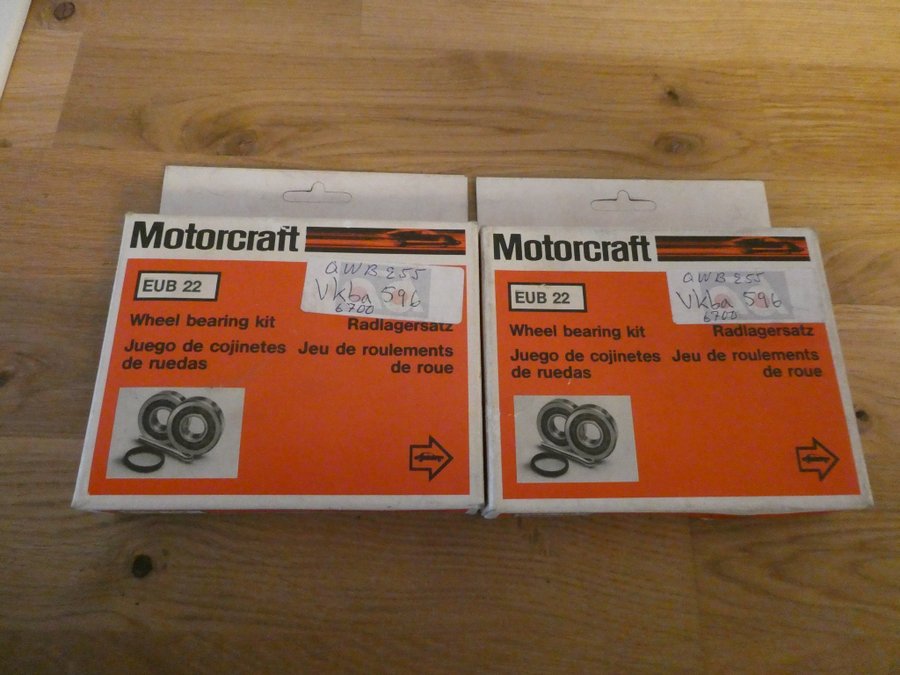 Motorcraft
EUB 22
QWB 255
Vkba 596
6700
Wheel bearing kit
Radlagersatz
Juego de cojinetes
de ruedas
Jeu de roulements
de roue
Motorcraft
EUB 22
QWB 255
Vkba 596
6700
Wheel bearing kit
Radlagersatz
Juego de cojinetes
de ruedas
Jeu de roulements
de roue